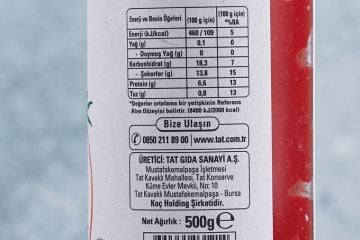 Enerji ve Besin Öğeleri (100 g için) (100 g için) %RA
Enerji (kJ/kcal) 460 / 109 5
Yağ (g) 0,1 0
- Doymuş Yağ (g) 0 0
Karbonhidrat (g) 18,3 7
- Şekerler (g) 13,8 15
Protein (g) 6,6 13
Tuz (g) 0,8 13
*Değerler ortalama bir yetişkinin Referans
Alım Düzeyini belirtir. (8400 kJ/2000 kcal)
Bize Ulaşın
0850 211 89 00 www.tat.com.tr
ÜRETİCİ: TAT GIDA SANAYİ A.Ş.
Mustafakemalpaşa İşletmesi
Tat Kavaklı Mahallesi, Tat Konserve
Küme Evler Mevkii, No: 10
Tat Kavaklı Mustafakemalpaşa - Bursa
Koç Holding Şirketidir.
Net Ağırlık : 500g e